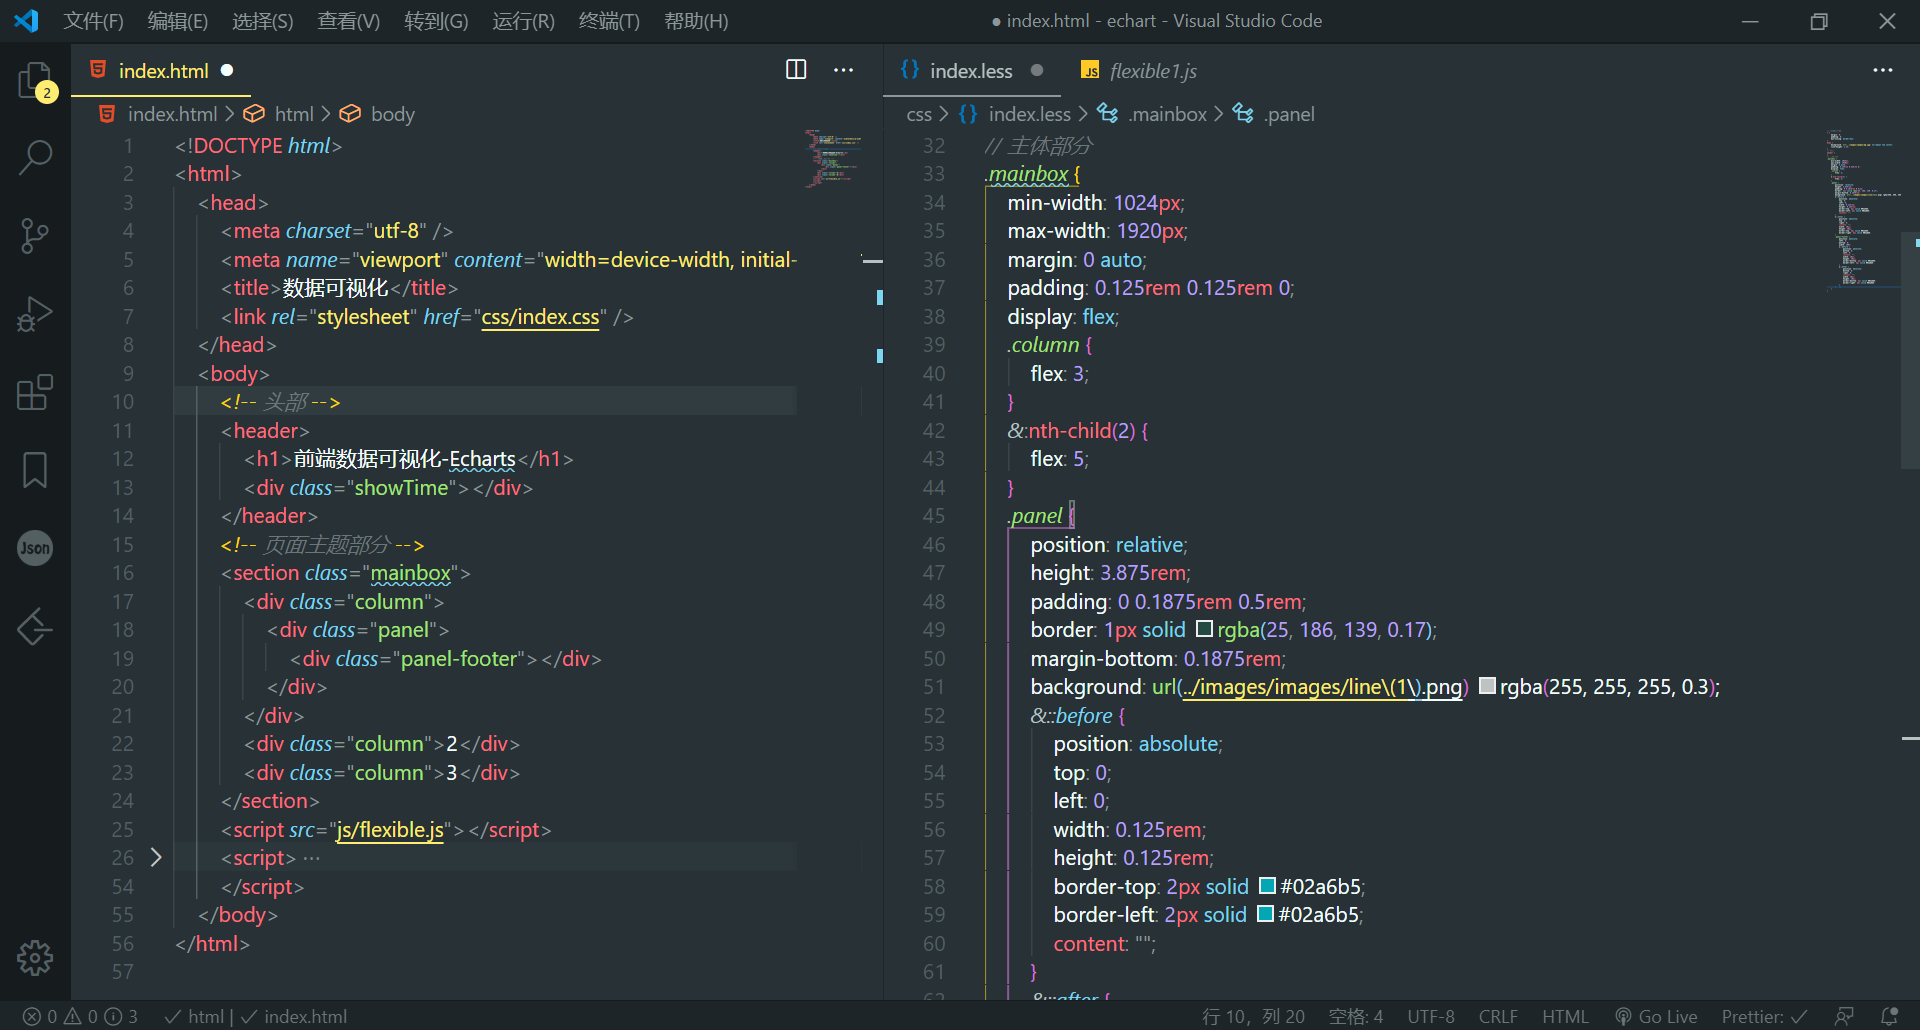 文件(F) 编辑(E) 选择(S) 查看(V) 转到(G) 运行(R) 终端(T) 帮助(H) ● index.html - echart - Visual Studio Code
2
Json
index.html ●
index.html > html > body
1 <!DOCTYPE html>
2 <html>
3 <head>
4 <meta charset="utf-8" />
5 <meta name="viewport" content="width=device-width, initial-
6 <title>数据可视化</title>
7 <link rel="stylesheet" href="css/index.css" />
8 </head>
9 <body>
10 <!-- 头部 -->
11 <header>
12 <h1>前端数据可视化-Echarts</h1>
13 <div class="showTime"></div>
14 </header>
15 <!-- 页面主题部分 -->
16 <section class="mainbox">
17 <div class="column">
18 <div class="panel">
19 <div class="panel-footer"></div>
20 </div>
21 </div>
22 <div class="column">2</div>
23 <div class="column">3</div>
24 </section>
25 <script src="js/flexible.js"></script>
26 <script> ···
54 </script>
55 </body>
56 </html>
57
index.less ● JS flexible1.js
css > {} index.less > .mainbox > .panel
32 // 主体部分
33 .mainbox {
34 min-width: 1024px;
35 max-width: 1920px;
36 margin: 0 auto;
37 padding: 0.125rem 0.125rem 0;
38 display: flex;
39 .column {
40 flex: 3;
41 }
42 &:nth-child(2) {
43 flex: 5;
44 }
45 .panel {
46 position: relative;
47 height: 3.875rem;
48 padding: 0 0.1875rem 0.5rem;
49 border: 1px solid rgba(25, 186, 139, 0.17);
50 margin-bottom: 0.1875rem;
51 background: url(../images/images/line\(1\).png) rgba(255, 255, 255, 0.3);
52 &::before {
53 position: absolute;
54 top: 0;
55 left: 0;
56 width: 0.125rem;
57 height: 0.125rem;
58 border-top: 2px solid #02a6b5;
59 border-left: 2px solid #02a6b5;
60 content: "";
61 }
62 &::after {
0 0 3 html | index.html 行 10，列 20 空格: 4 UTF-8 CRLF HTML Go Live Prettier: